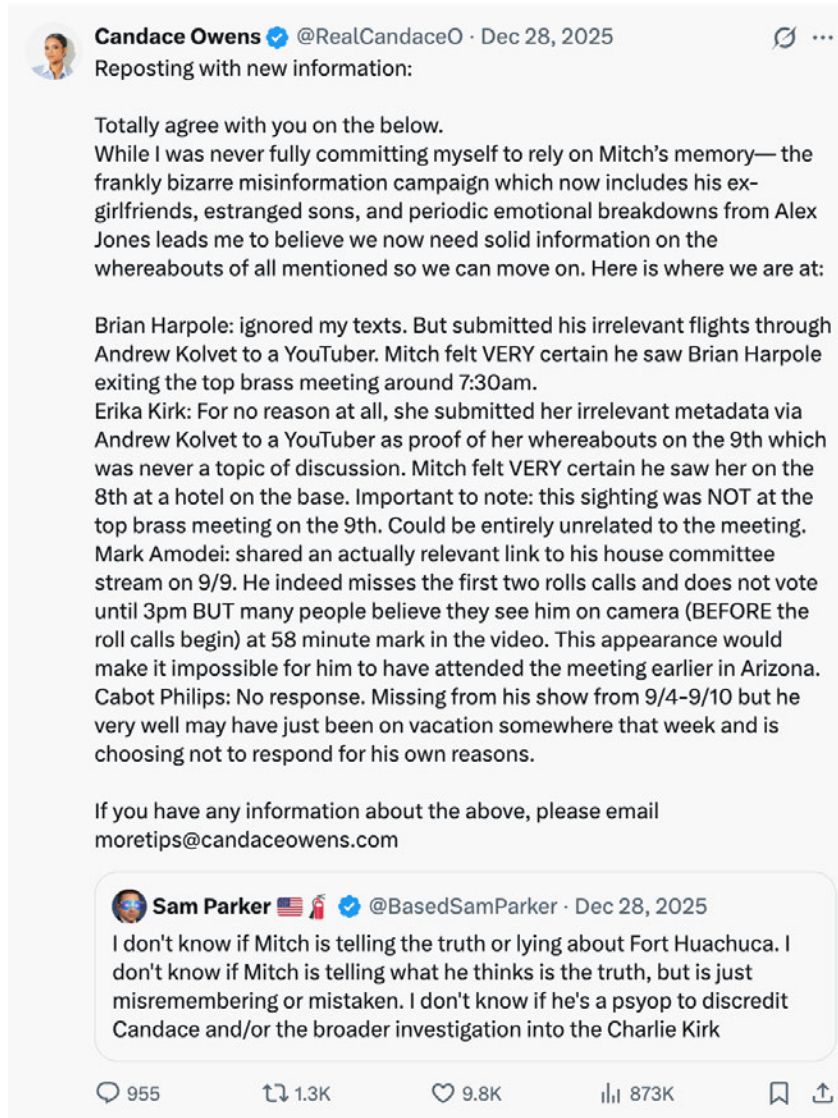 Candace Owens @RealCandaceO · Dec 28, 2025
Reposting with new information:
Totally agree with you on the below.
While I was never fully committing myself to rely on Mitch's memory— the
frankly bizarre misinformation campaign which now includes his ex-
girlfriends, estranged sons, and periodic emotional breakdowns from Alex
Jones leads me to believe we now need solid information on the
whereabouts of all mentioned so we can move on. Here is where we are at:
Brian Harpole: ignored my texts. But submitted his irrelevant flights through
Andrew Kolvet to a YouTuber. Mitch felt VERY certain he saw Brian Harpole
exiting the top brass meeting around 7:30am.
Erika Kirk: For no reason at all, she submitted her irrelevant metadata via
Andrew Kolvet to a YouTuber as proof of her whereabouts on the 9th which
was never a topic of discussion. Mitch felt VERY certain he saw her on the
8th at a hotel on the base. Important to note: this sighting was NOT at the
top brass meeting on the 9th. Could be entirely unrelated to the meeting.
Mark Amodei: shared an actually relevant link to his house committee
stream on 9/9. He indeed misses the first two rolls calls and does not vote
until 3pm BUT many people believe they see him on camera (BEFORE the
roll calls begin) at 58 minute mark in the video. This appearance would
make it impossible for him to have attended the meeting earlier in Arizona.
Cabot Philips: No response. Missing from his show from 9/4-9/10 but he
very well may have just been on vacation somewhere that week and is
choosing not to respond for his own reasons.
If you have any information about the above, please email
moretips@candaceowens.com
Sam Parker @BasedSamParker · Dec 28, 2025
I don't know if Mitch is telling the truth or lying about Fort Huachuca. I
don't know if Mitch is telling what he thinks is the truth, but is just
misremembering or mistaken. I don't know if he's a psyop to discredit
Candace and/or the broader investigation into the Charlie Kirk
955 1.3K 9.8K 873K